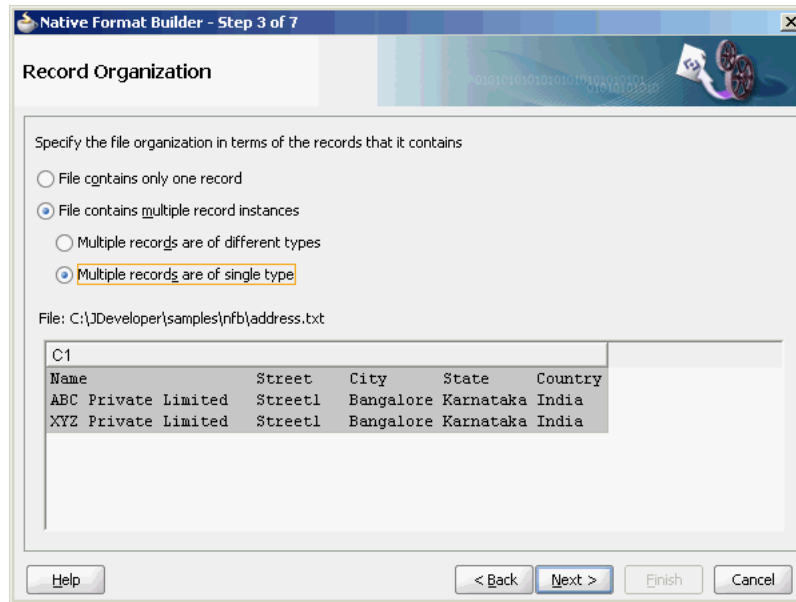 Native Format Builder - Step 3 of 7
Record Organization
Specify the file organization in terms of the records that it contains
File contains only one record
File contains multiple record instances
Multiple records are of different types
Multiple records are of single type
File: C:\JDeveloper\samples\nfb\address.txt
C1
Name Street City State Country
ABC Private Limited Street1 Bangalore Karnataka India
XYZ Private Limited Street1 Bangalore Karnataka India
Help < Back Next > Finish Cancel